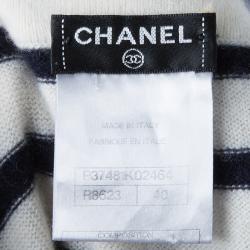 CHANEL
MADE IN ITALY
FABRIQUÉ EN ITALIE
P3748 K02464
R8623 40
COMPOSITION